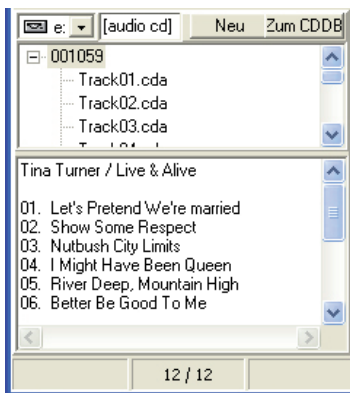 e: [audio cd] Neu Zum CDDB
001059
Track01.cda
Track02.cda
Track03.cda
Tina Turner / Live & Alive
01. Let's Pretend We're married
02. Show Some Respect
03. Nutbush City Limits
04. I Might Have Been Queen
05. River Deep, Mountain High
06. Better Be Good To Me
12 / 12